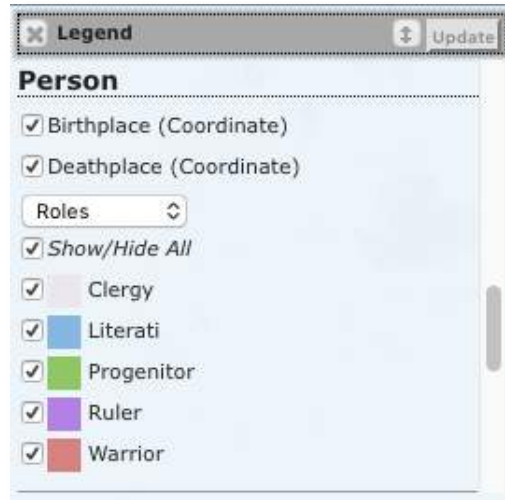 Legend Update
Person
Birthplace (Coordinate)
Deathplace (Coordinate)
Roles
Show/Hide All
Clergy
Literati
Progenitor
Ruler
Warrior